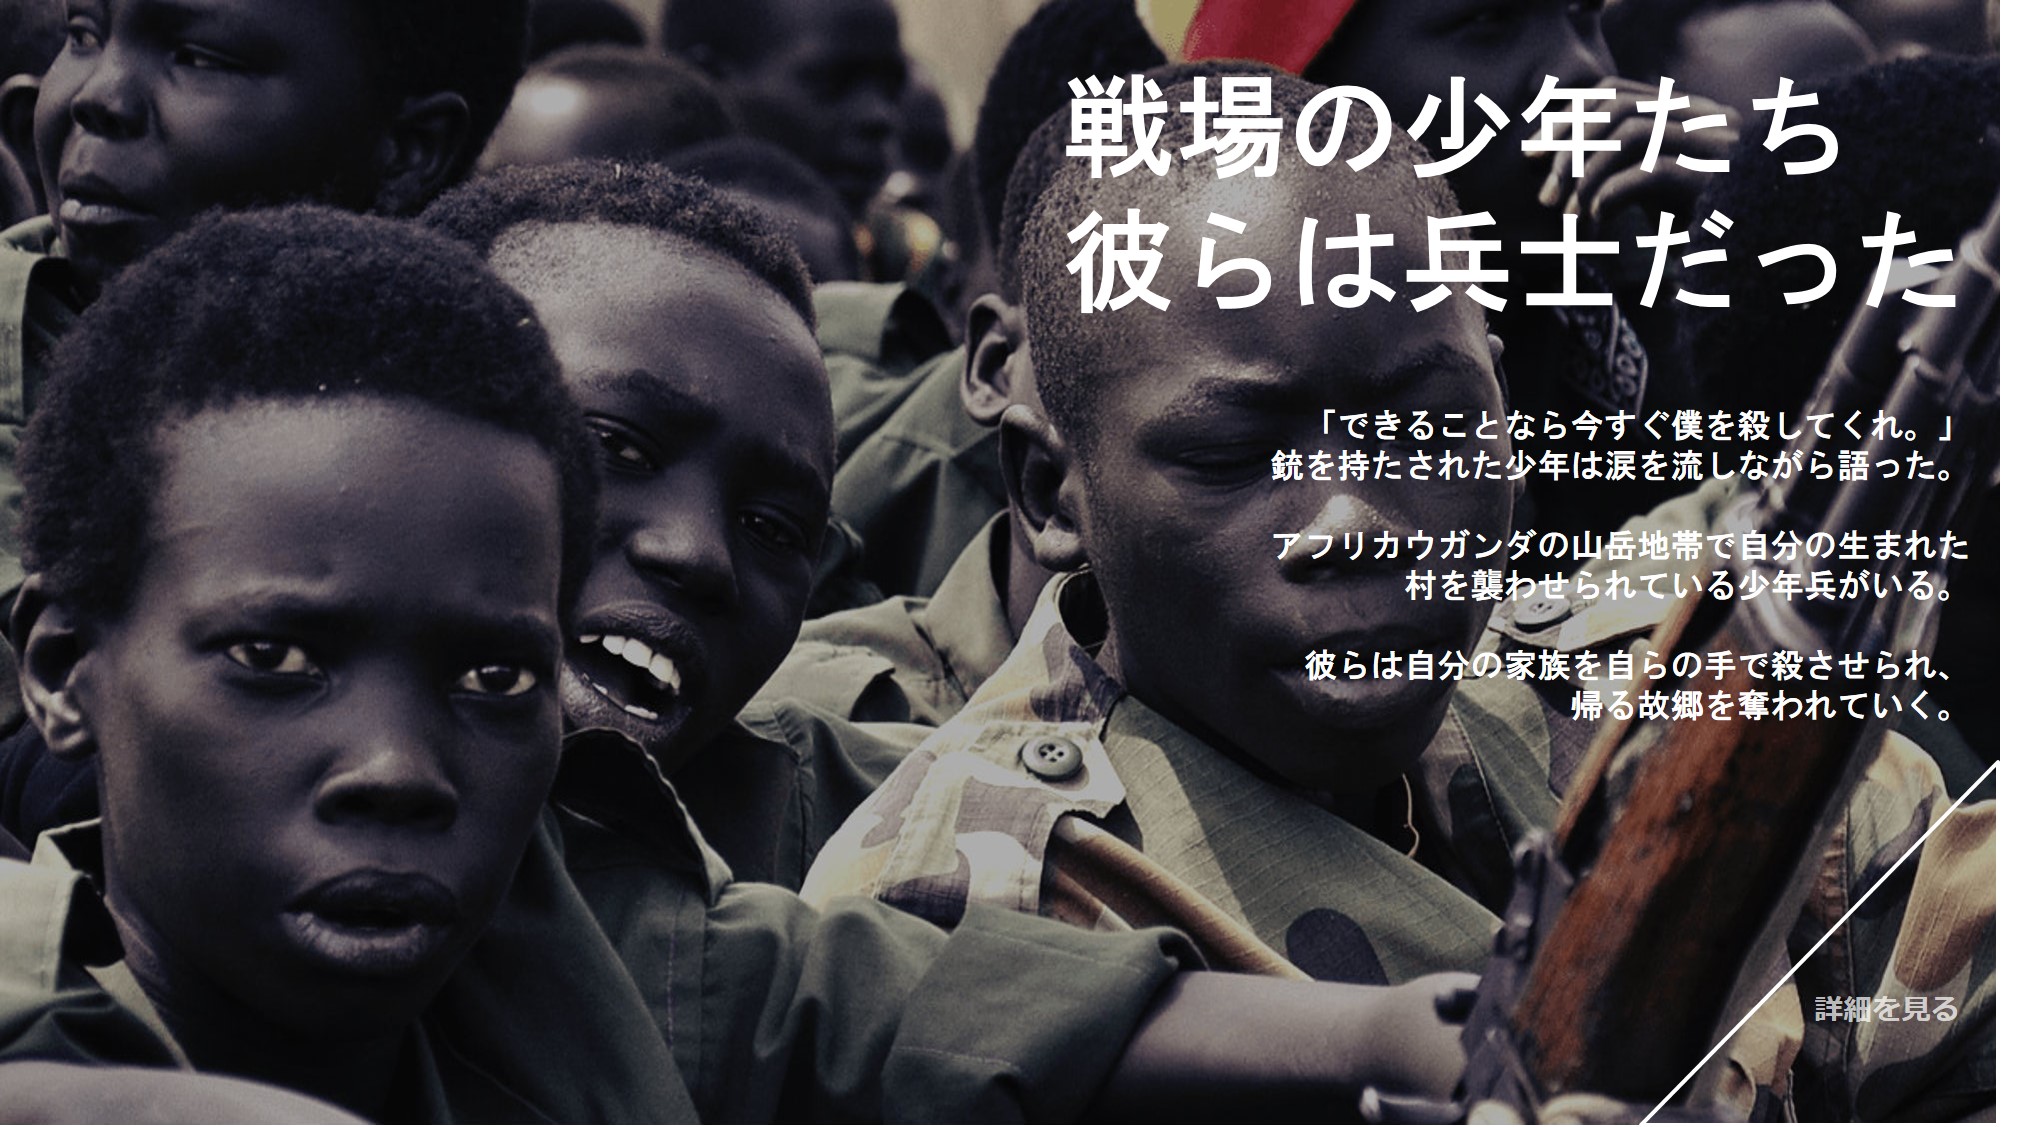 戦場の少年たち
彼らは兵士だった
「できることなら今すぐ僕を殺してくれ。」
銃を持たされた少年は涙を流しながら語った。
アフリカウガンダの山岳地帯で自分の生まれた
村を襲わせられている少年兵がいる。
彼らは自分の家族を自らの手で殺させられ、
帰る故郷を奪われていく。
詳細を見る